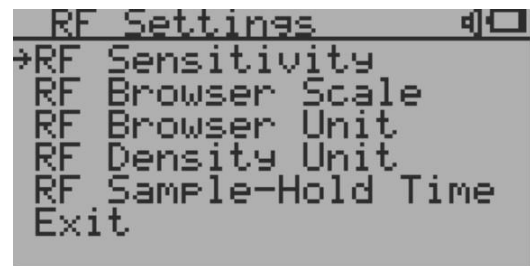 RF Settings
→RF Sensitivity
RF Browser Scale
RF Browser Unit
RF Density Unit
RF Sample-Hold Time
Exit